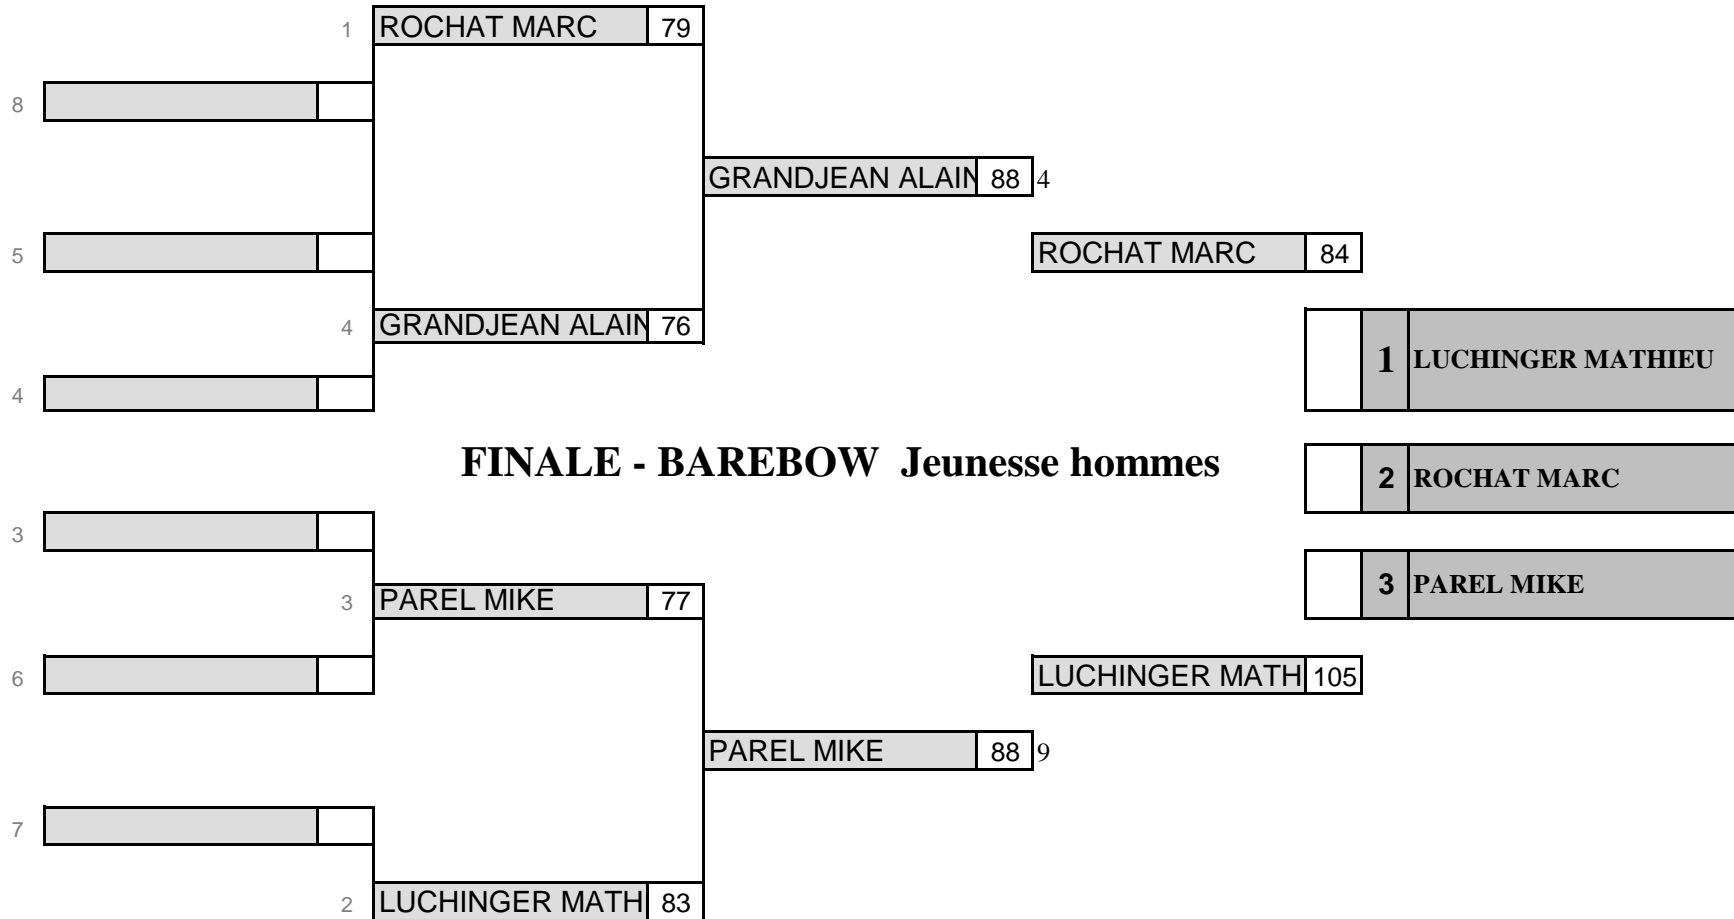 1 ROCHAT MARC 79
8
GRANDJEAN ALAIN 88 4
5
ROCHAT MARC 84
4 GRANDJEAN ALAIN 76
1 LUCHINGER MATHIEU
4
FINALE - BAREBOW Jeunesse hommes
2 ROCHAT MARC
3
3 PAREL MIKE
3 PAREL MIKE 77
6
LUCHINGER MATH 105
PAREL MIKE 88 9
7
2 LUCHINGER MATH 83